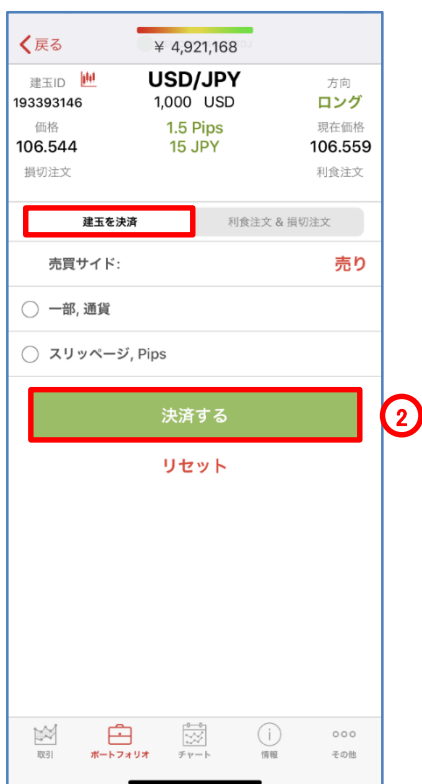 戻る
¥ 4,921,168
建玉ID
USD/JPY
方向
193393146
1,000 USD
ロング
価格
1.5 Pips
現在価格
106.544
15 JPY
106.559
損切注文
利食注文
建玉を決済
利食注文 & 損切注文
売買サイド:
売り
一部, 通貨
スリッページ, Pips
決済する
2
リセット
取引
ポートフォリオ
チャート
情報
その他